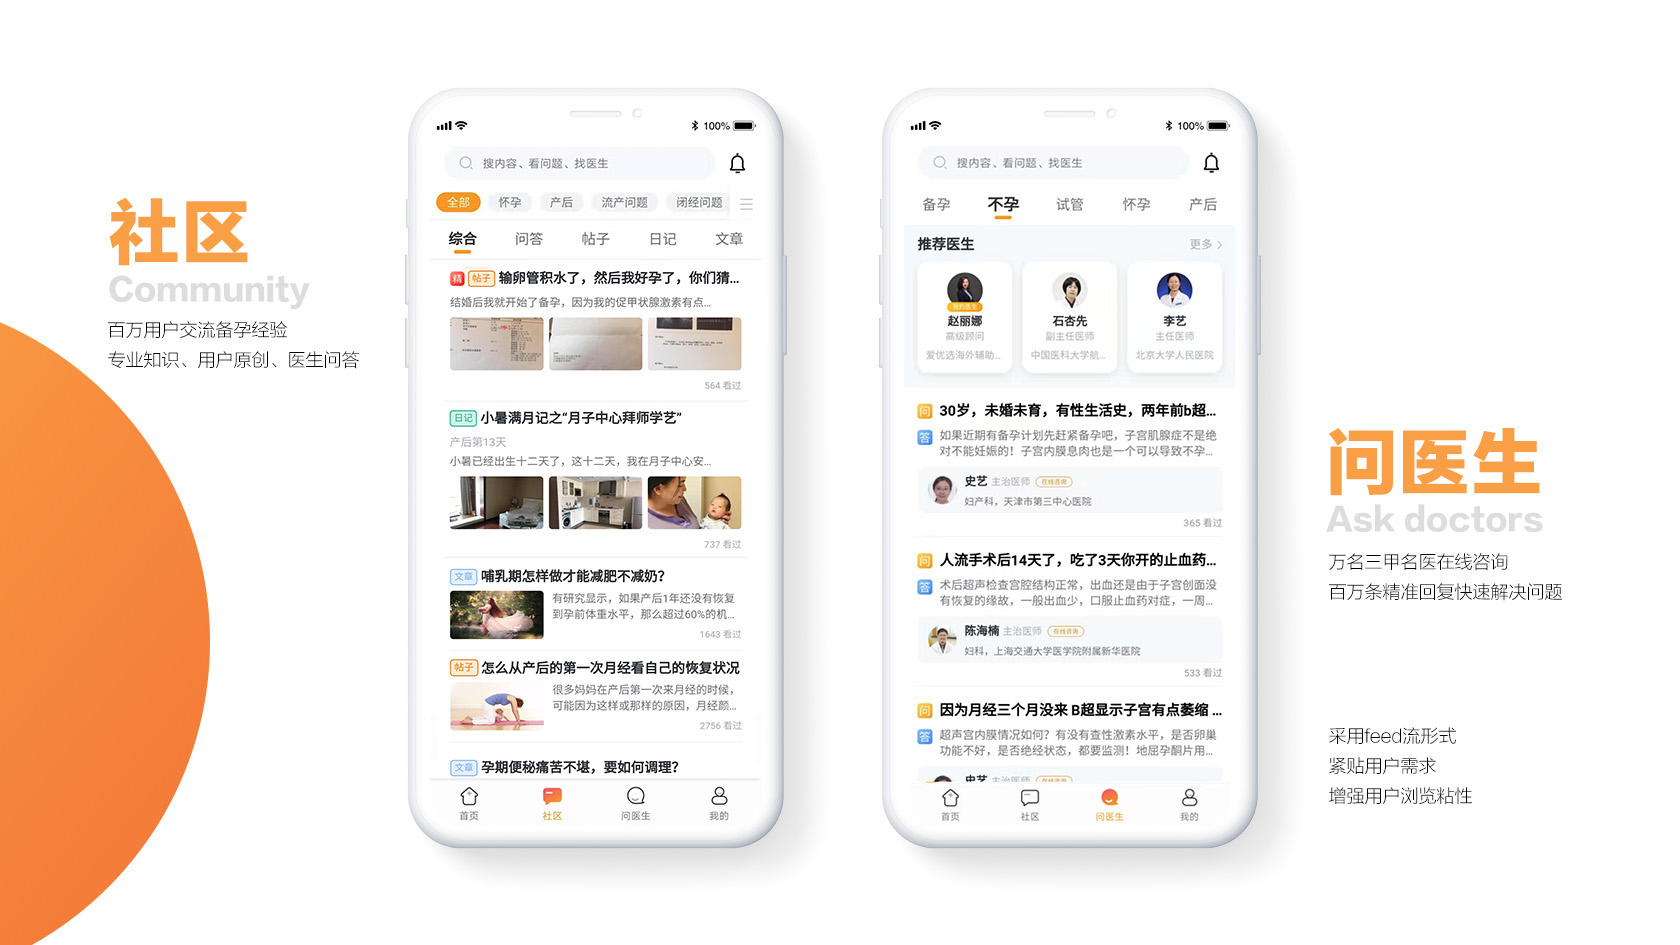 社区
Community
百万用户交流备孕经验
专业知识、用户原创、医生问答
100%
搜内容、看问题、找医生
全部 怀孕 产后 流产问题 闭经问题
综合 问答 帖子 日记 文章
精 帖子 输卵管积水了，然后我好孕了，你们猜...
结婚后我就开始了备孕，因为我的促甲状腺激素有点...
564 看过
日记 小暑满月记之“月子中心拜师学艺”
产后第13天
小暑已经出生十二天了，这十二天，我在月子中心安...
737 看过
文章 哺乳期怎样做才能减肥不减奶?
有研究显示，如果产后1年还没有恢复
到孕前体重水平，那么超过60%的机...
1643 看过
帖子 怎么从产后的第一次月经看自己的恢复状况
很多妈妈在产后第一次来月经的时候，
可能因为这样或那样的原因，月经颜...
2756 看过
文章 孕期便秘痛苦不堪，要如何调理?
首页 社区 问医生 我的
100%
搜内容、看问题、找医生
备孕 不孕 试管 怀孕 产后
推荐医生 更多
赵丽娜 石杏先 李艺
高级顾问 副主任医师 主任医师
爱优选海外辅助... 中国医科大学航... 北京大学人民医院
问 30岁，未婚未育，有性生活史，两年前b超...
答 如果近期有备孕计划先赶紧备孕吧，子宫肌腺症不是绝
对不能妊娠的！子宫内膜息肉也是一个可以导致不孕...
史艺 主治医师 在线咨询
妇产科，天津市第三中心医院
365 看过
问 人流手术后14天了，吃了3天你开的止血药...
答 术后超声检查宫腔结构正常，出血还是由于子宫创面没
有恢复的缘故，一般出血少，口服止血药对症，一周...
陈海楠 主治医师 在线咨询
妇科，上海交通大学医学院附属新华医院
533 看过
问 因为月经三个月没来 B超显示子宫有点萎缩 ...
答 超声宫内膜情况如何？有没有查性激素水平，是否卵巢
功能不好，是否绝经状态，都要监测！地屈孕酮片用...
史艺 主治医师 在线咨询
首页 社区 问医生 我的
问医生
Ask doctors
万名三甲名医在线咨询
百万条精准回复快速解决问题
采用feed流形式
紧贴用户需求
增强用户浏览粘性